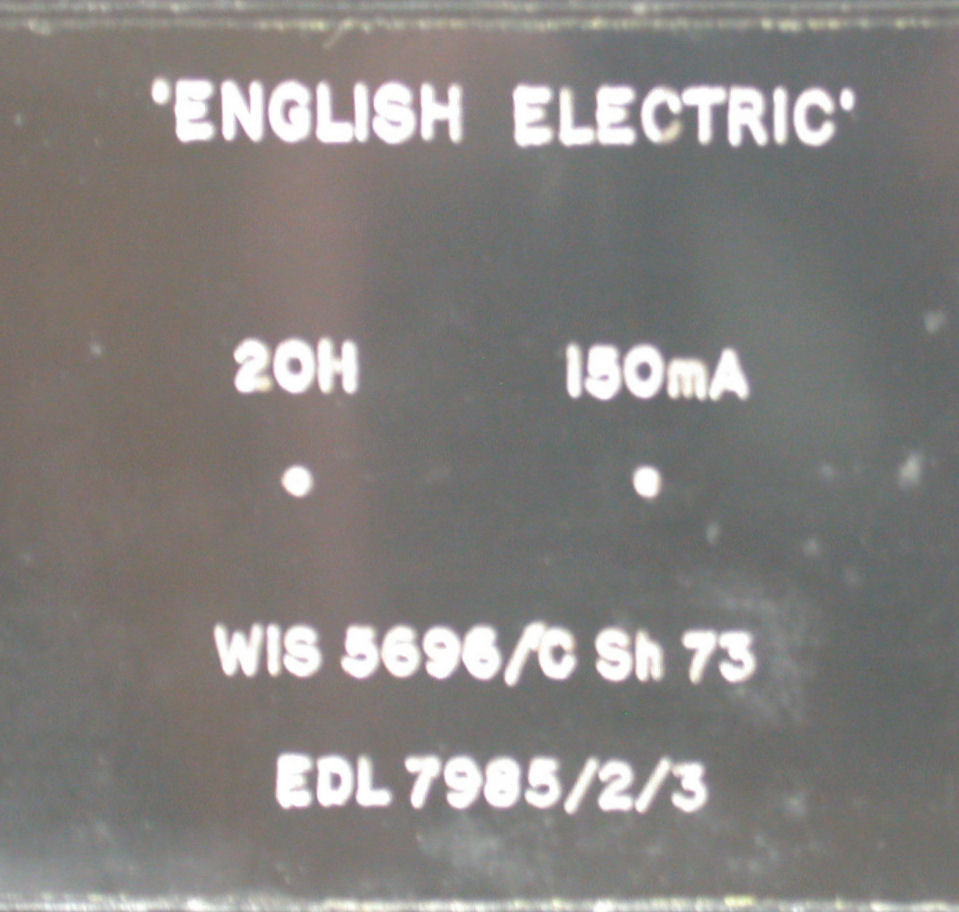 'ENGLISH ELECTRIC'
20H 150mA
WIS 5696/C Sh 73
EDL 7985/2/3